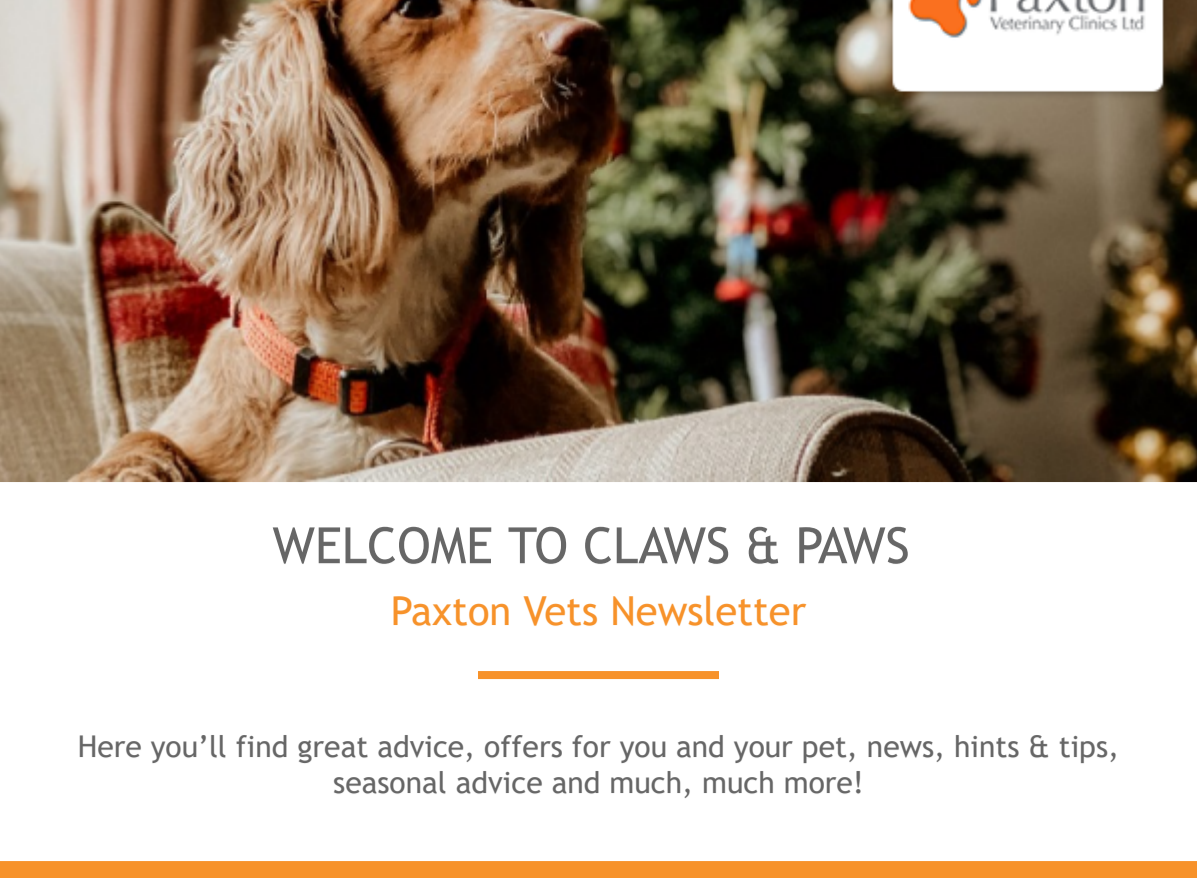 Paxton
Veterinary Clinics Ltd
WELCOME TO CLAWS & PAWS
Paxton Vets Newsletter
Here you’ll find great advice, offers for you and your pet, news, hints & tips,
seasonal advice and much, much more!